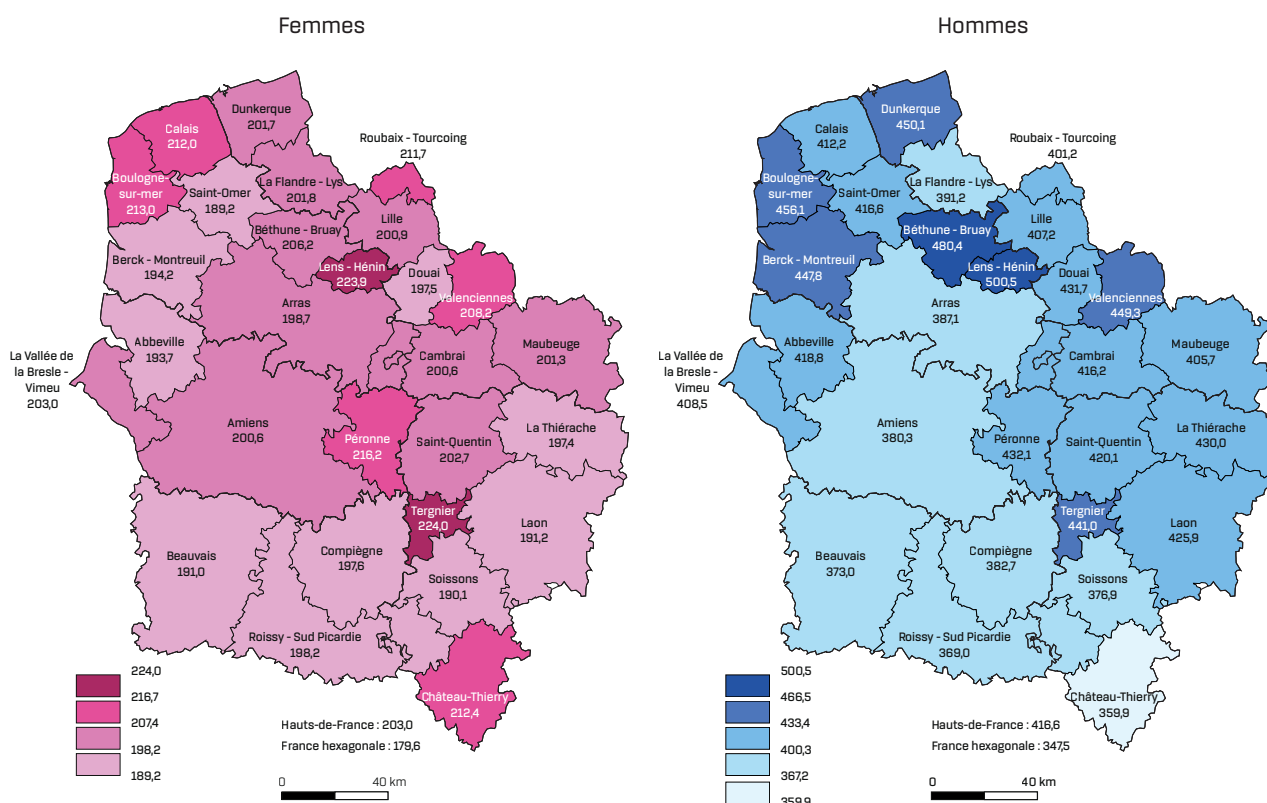 Femmes
Dunkerque
201,7
Calais
212,0
Roubaix - Tourcoing
211,7
Boulogne-
sur-mer
213,0
Saint-Omer
189,2
La Flandre - Lys
201,8
Lille
200,9
Béthune - Bruay
206,2
Berck - Montreuil
194,2
Lens - Hénin
223,9
Douai
197,5
Valenciennes
208,2
Arras
198,7
Abbeville
193,7
Maubeuge
201,3
Cambrai
200,6
La Vallée de
la Bresle -
Vimeu
203,0
Amiens
200,6
Péronne
216,2
Saint-Quentin
202,7
La Thiérache
197,4
Tergnier
224,0
Laon
191,2
Beauvais
191,0
Compiègne
197,6
Soissons
190,1
Roissy - Sud Picardie
198,2
Château-Thierry
212,4
224,0
216,7
207,4
198,2
189,2
Hauts-de-France : 203,0
France hexagonale : 179,6
0 40 km
Hommes
Dunkerque
450,1
Calais
412,2
Roubaix - Tourcoing
401,2
Boulogne-
sur-mer
456,1
Saint-Omer
416,6
La Flandre - Lys
391,2
Lille
407,2
Béthune - Bruay
480,4
Berck - Montreuil
447,8
Lens - Hénin
500,5
Douai
431,7
Valenciennes
449,3
Arras
387,1
Abbeville
418,8
Maubeuge
405,7
Cambrai
416,2
La Vallée de
la Bresle -
Vimeu
408,5
Amiens
380,3
Péronne
432,1
Saint-Quentin
420,1
La Thiérache
430,0
Tergnier
441,0
Laon
425,9
Beauvais
373,0
Compiègne
382,7
Soissons
376,9
Roissy - Sud Picardie
369,0
Château-Thierry
359,9
500,5
466,5
433,4
400,3
367,2
359,9
Hauts-de-France : 416,6
France hexagonale : 347,5
0 40 km